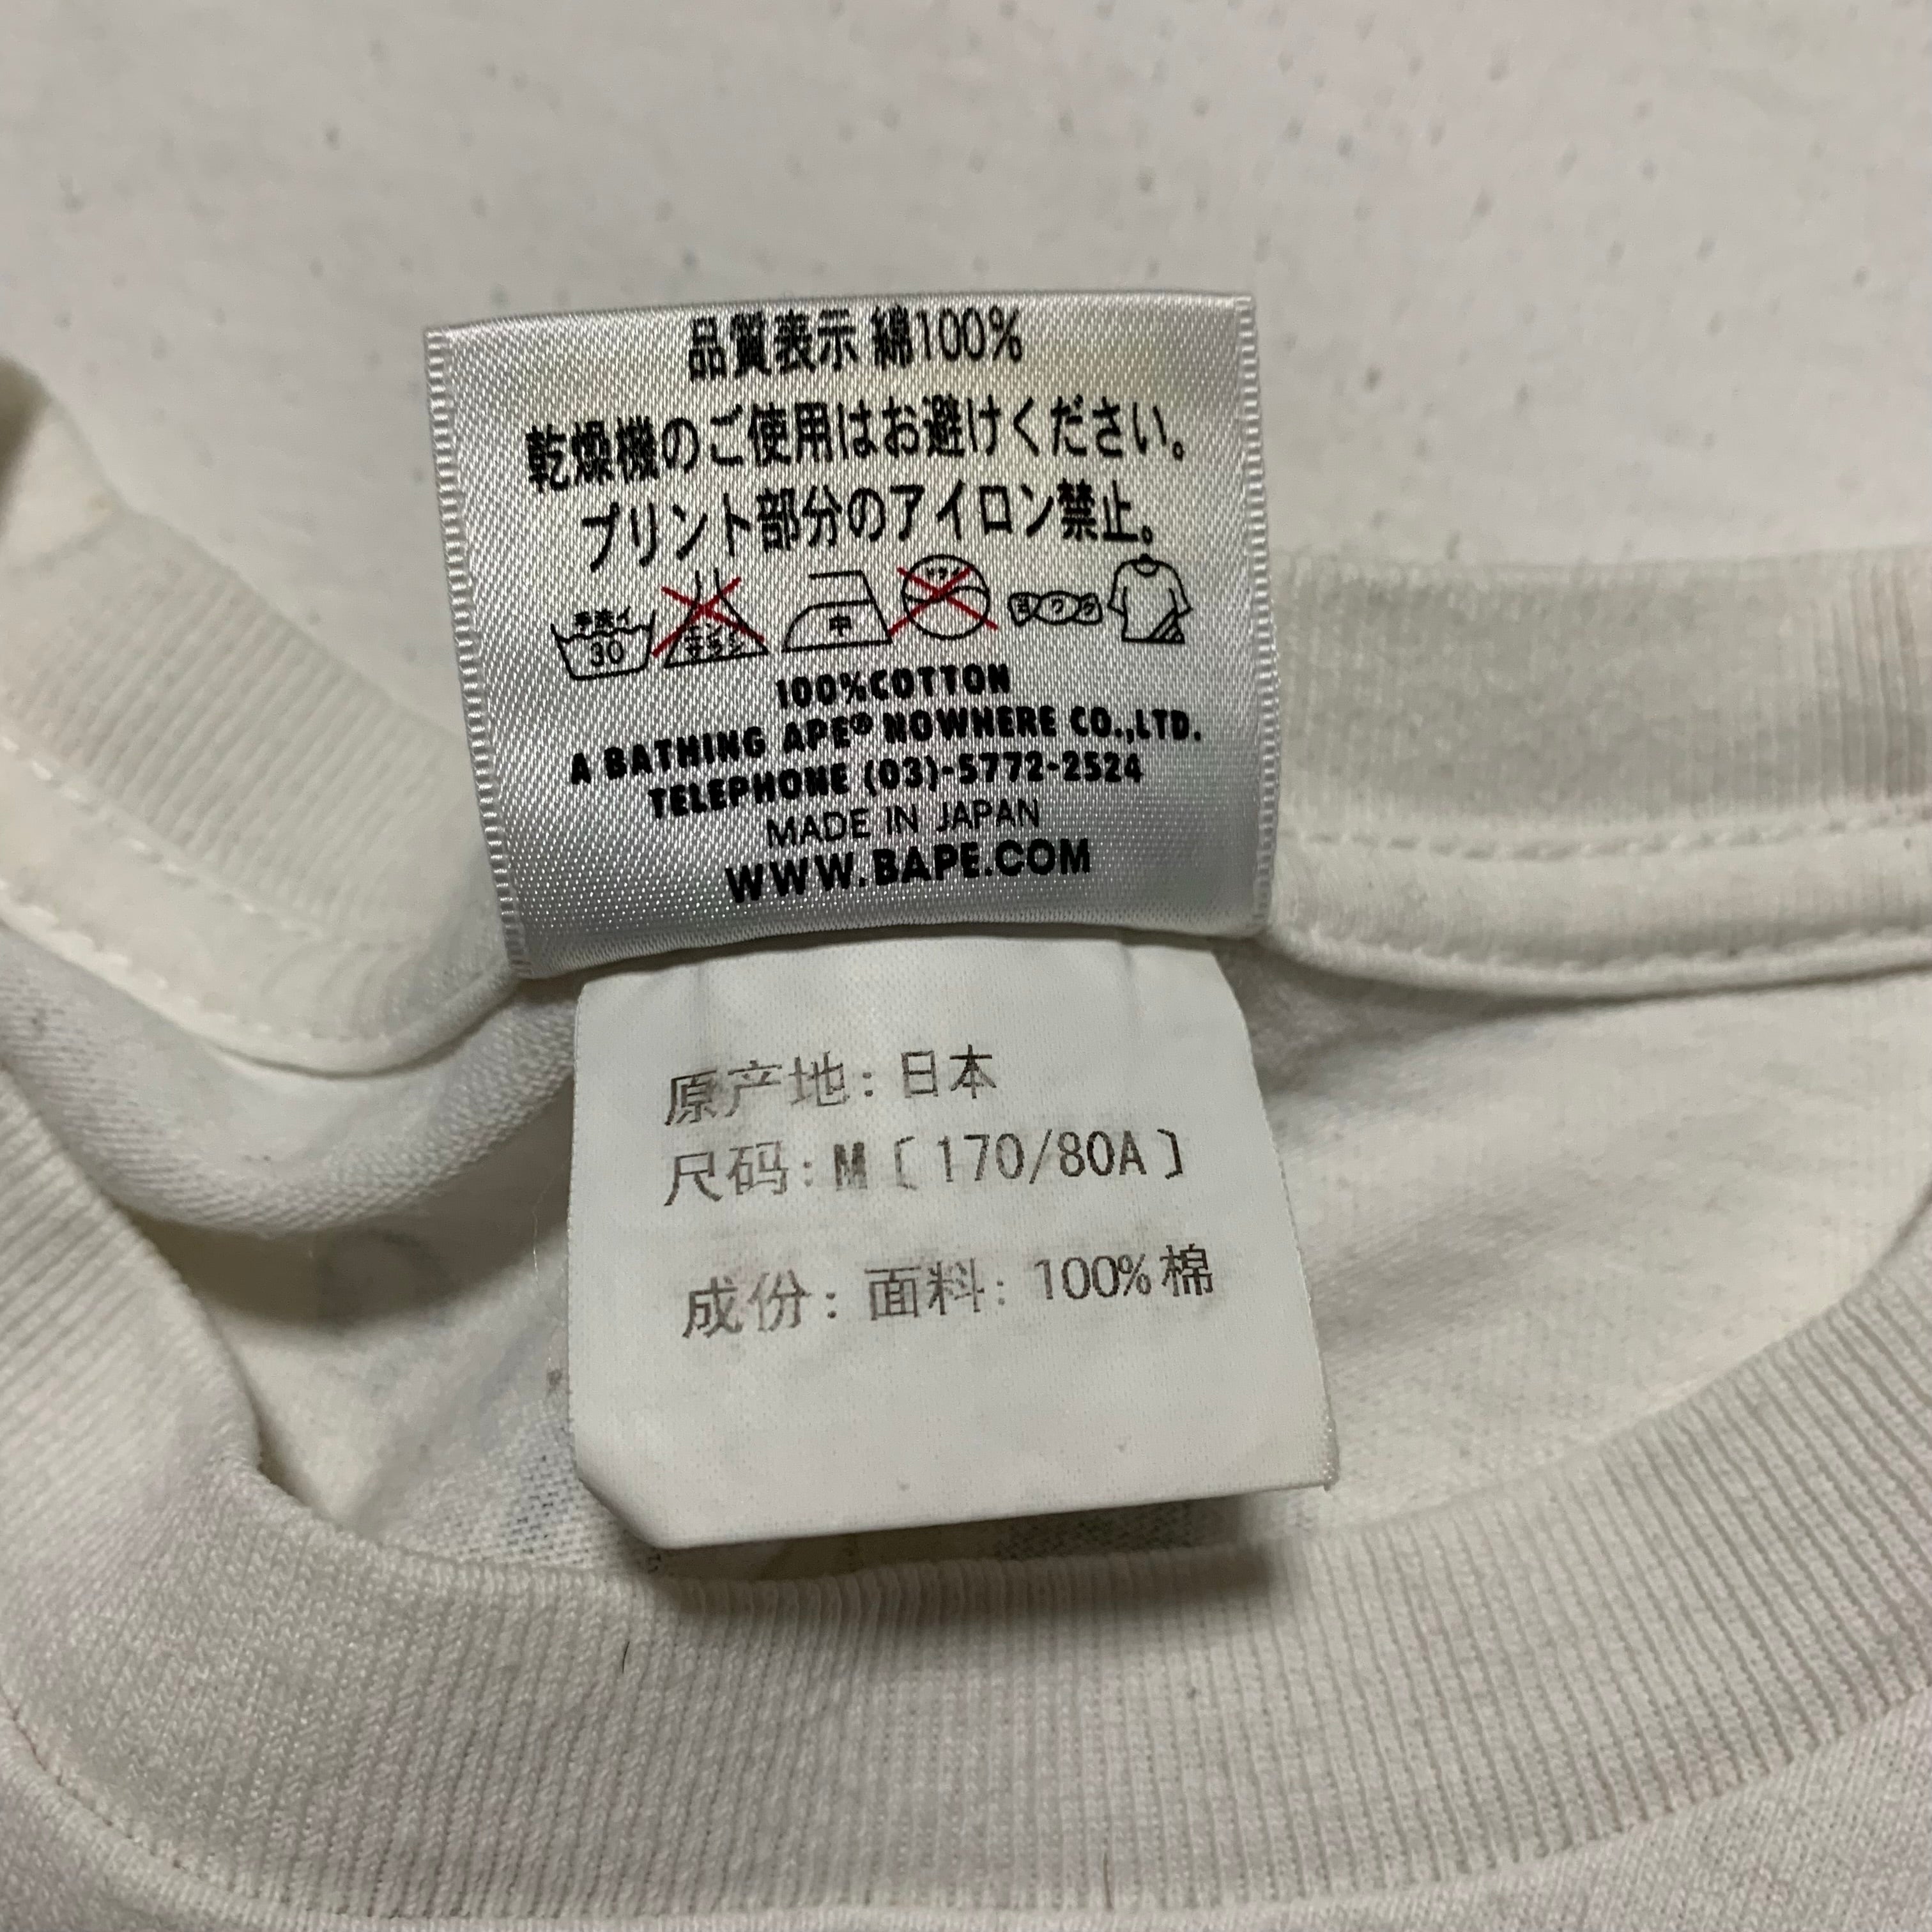 品質表示 綿100%
乾燥機のご使用はお避けください。
プリント部分のアイロン禁止。
手洗イ 30 中
100%COTTON
A BATHING APE® NOWHERE CO.,LTD.
TELEPHONE (03)-5772-2524
MADE IN JAPAN
WWW.BAPE.COM
原产地: 日本
尺码: M〔170/80A〕
成份: 面料: 100%棉